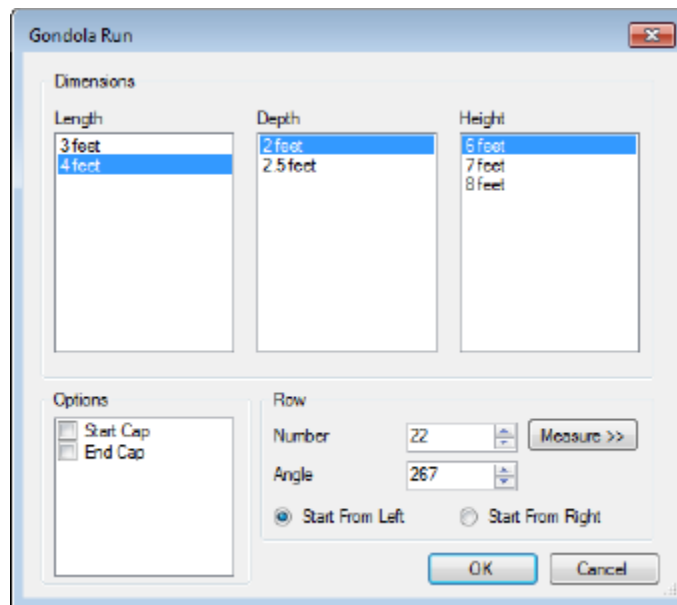 Gondola Run
Dimensions
Length
Depth
Height
3 feet
4 feet
2 feet
2.5 feet
6 feet
7 feet
8 feet
Options
Start Cap
End Cap
Row
Number
22
Measure >>
Angle
267
Start From Left
Start From Right
OK
Cancel